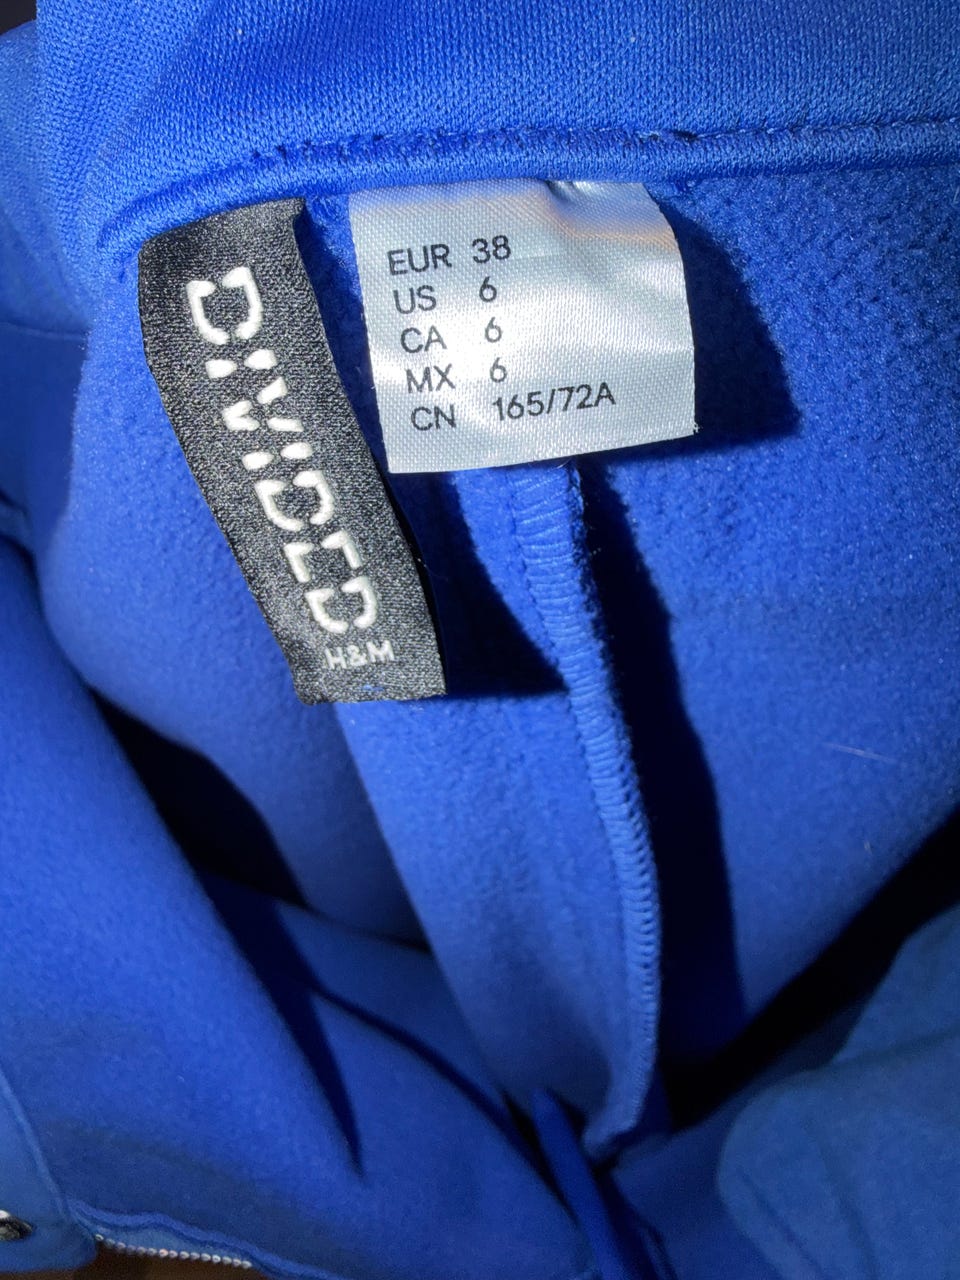 DIVIDED
H&M
EUR 38
US 6
CA 6
MX 6
CN 165/72A